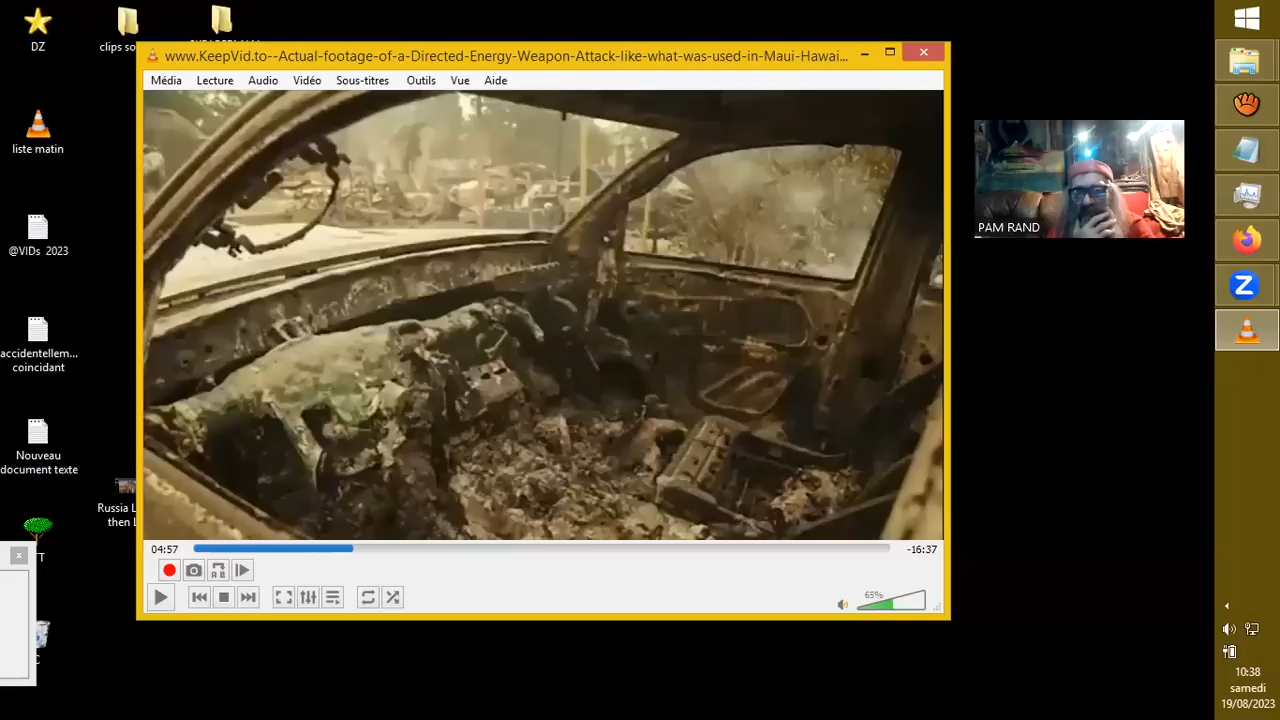 DZ
clips so
www.KeepVid.to--Actual-footage-of-a-Directed-Energy-Weapon-Attack-like-what-was-used-in-Maui-Hawai...
Média Lecture Audio Vidéo Sous-titres Outils Vue Aide
liste matin
@VIDs 2023
PAM RAND
accidentellem...
coincidant
Nouveau
document texte
Russia L
then L
04:57
-16:37
65%
10:38
samedi
19/08/2023